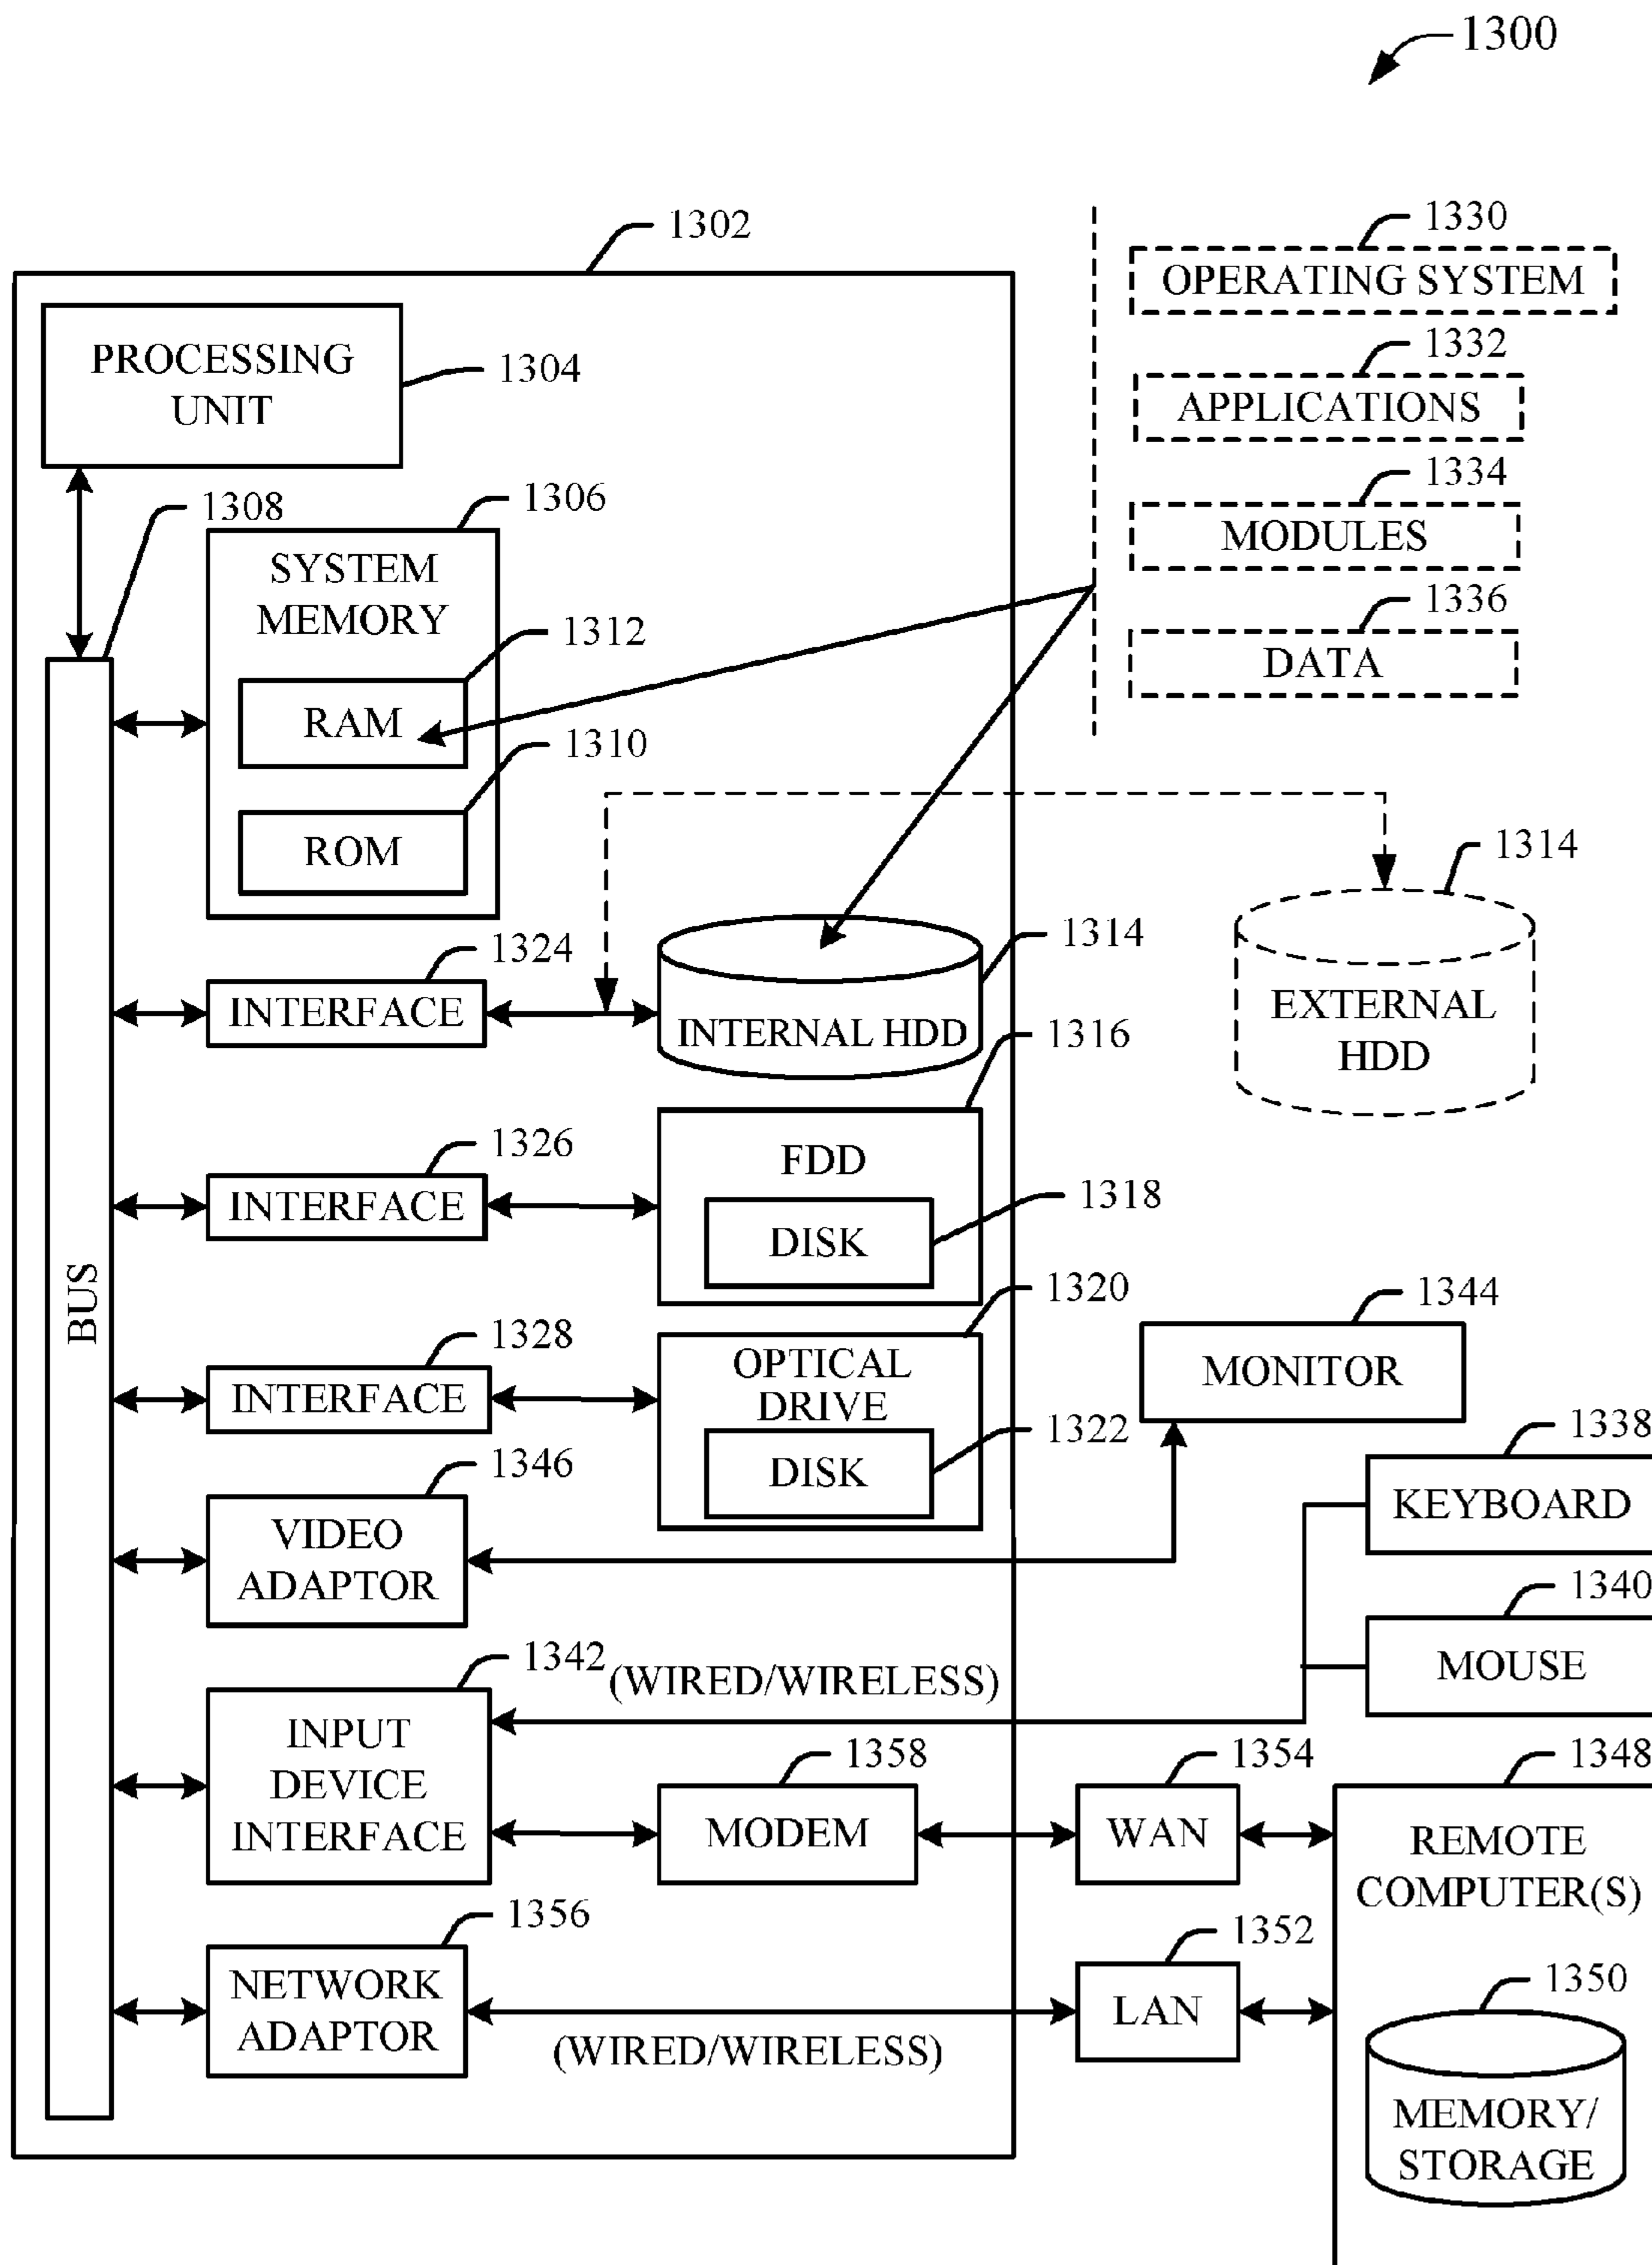 1300
1302
1330
OPERATING SYSTEM
PROCESSING
UNIT
1304
1332
APPLICATIONS
1334
MODULES
1336
DATA
1308
1306
SYSTEM
MEMORY
1312
RAM
1310
ROM
1314
EXTERNAL
HDD
1324
INTERFACE
1314
INTERNAL HDD
1326
INTERFACE
1316
FDD
1318
DISK
BUS
1328
INTERFACE
1320
OPTICAL
DRIVE
1322
DISK
1344
MONITOR
1338
KEYBOARD
1346
VIDEO
ADAPTOR
1340
MOUSE
1342
(WIRED/WIRELESS)
INPUT
DEVICE
INTERFACE
1358
MODEM
1354
WAN
1348
REMOTE
COMPUTER(S)
1356
NETWORK
ADAPTOR
(WIRED/WIRELESS)
1352
LAN
1350
MEMORY/
STORAGE